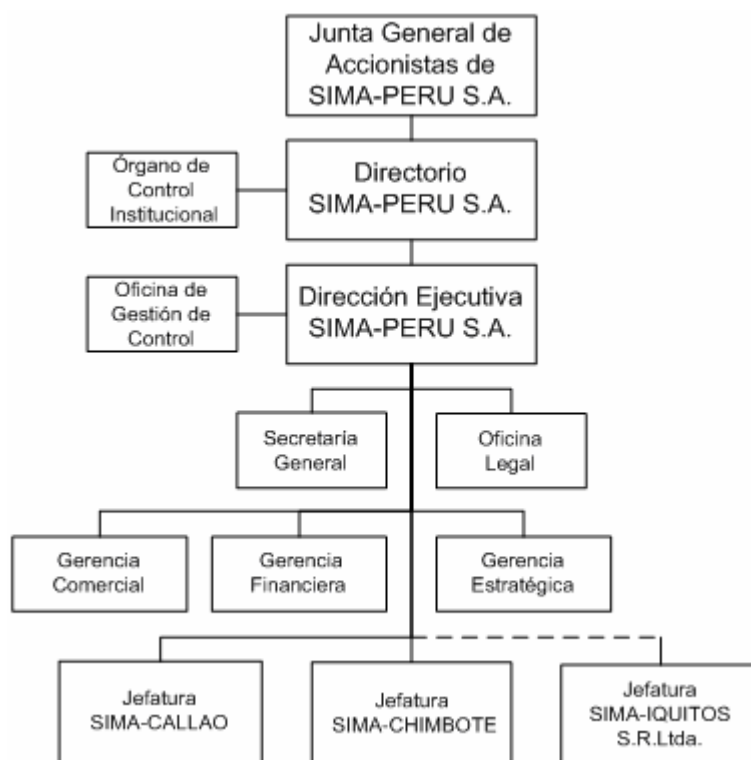 Junta General de
Accionistas de
SIMA-PERU S.A.
Órgano de
Control
Institucional
Directorio
SIMA-PERU S.A.
Oficina de
Gestión de
Control
Dirección Ejecutiva
SIMA-PERU S.A.
Secretaría
General
Oficina
Legal
Gerencia
Comercial
Gerencia
Financiera
Gerencia
Estratégica
Jefatura
SIMA-CALLAO
Jefatura
SIMA-CHIMBOTE
Jefatura
SIMA-IQUITOS
S.R.Ltda.